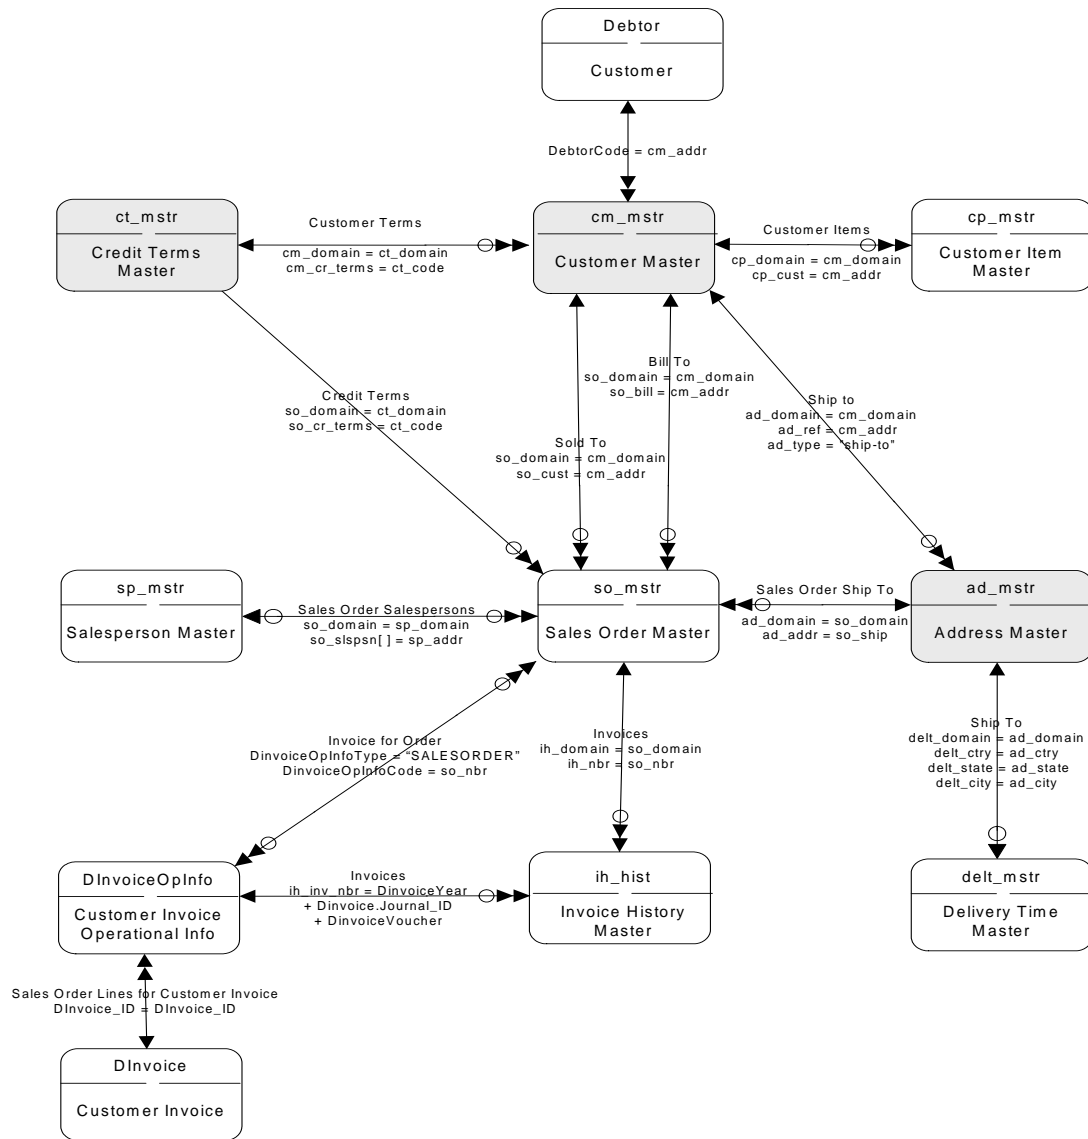 Debtor
Customer
DebtorCode = cm_addr
ct_mstr
Credit Terms
Master
Customer Terms
cm_domain = ct_domain
cm_cr_terms = ct_code
cm_mstr
Customer Master
Customer Items
cp_domain = cm_domain
cp_cust = cm_addr
cp_mstr
Customer Item
Master
Credit Terms
so_domain = ct_domain
so_cr_terms = ct_code
Sold To
so_domain = cm_domain
so_cust = cm_addr
Bill To
so_domain = cm_domain
so_bill = cm_addr
Ship to
ad_domain = cm_domain
ad_ref = cm_addr
ad_type = "ship-to"
sp_mstr
Salesperson Master
Sales Order Salespersons
so_domain = sp_domain
so_slspsn[ ] = sp_addr
so_mstr
Sales Order Master
Sales Order Ship To
ad_domain = so_domain
ad_addr = so_ship
ad_mstr
Address Master
Invoice for Order
DinvoiceOpInfoType = “SALESORDER”
DInvoiceOpInfoCode = so_nbr
Invoices
ih_domain = so_domain
ih_nbr = so_nbr
Ship To
delt_domain = ad_domain
delt_ctry = ad_ctry
delt_state = ad_state
delt_city = ad_city
DInvoiceOpInfo
Customer Invoice
Operational Info
Invoices
ih_inv_nbr = DinvoiceYear
+ Dinvoice.Journal_ID
+ DinvoiceVoucher
ih_hist
Invoice History
Master
delt_mstr
Delivery Time
Master
Sales Order Lines for Customer Invoice
DInvoice_ID = DInvoice_ID
DInvoice
Customer Invoice